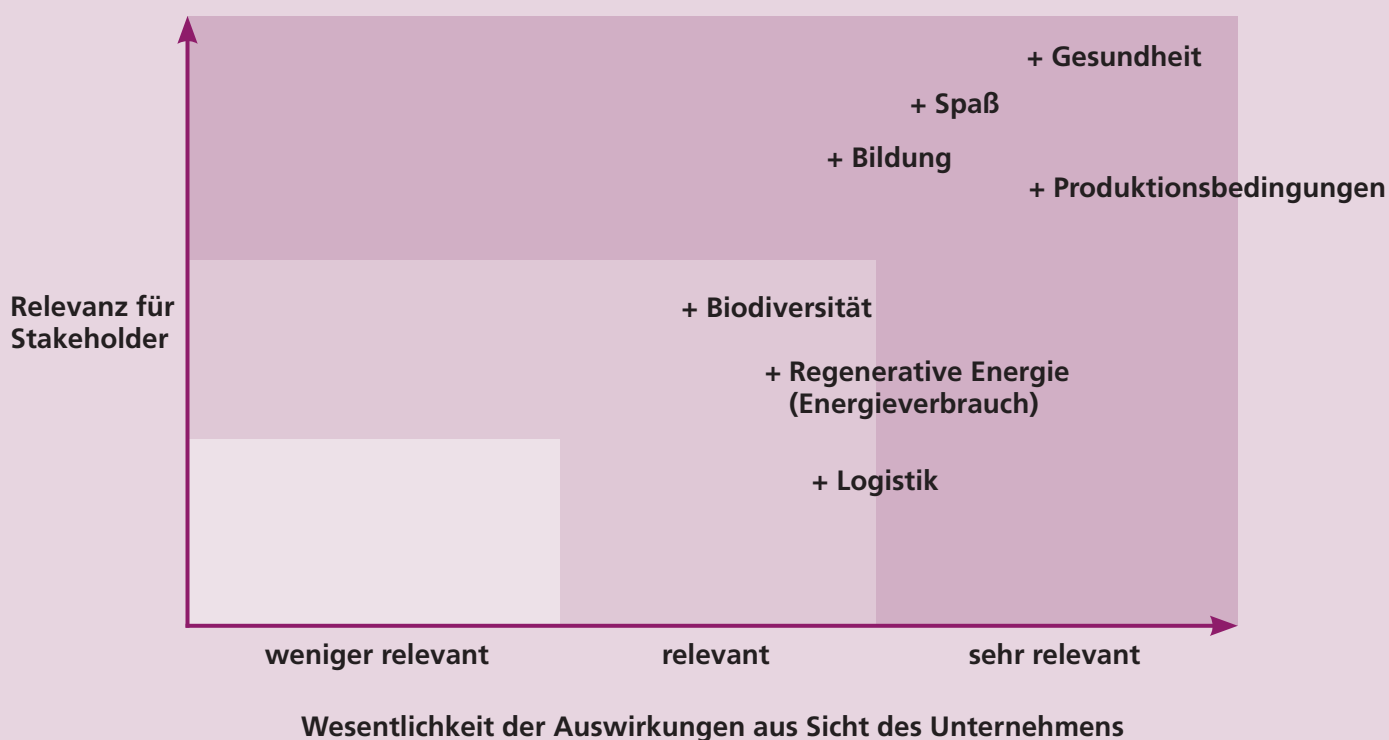 + Gesundheit
+ Spaß
+ Bildung
+ Produktionsbedingungen
Relevanz für
Stakeholder
+ Biodiversität
+ Regenerative Energie
(Energieverbrauch)
+ Logistik
weniger relevant
relevant
sehr relevant
Wesentlichkeit der Auswirkungen aus Sicht des Unternehmens